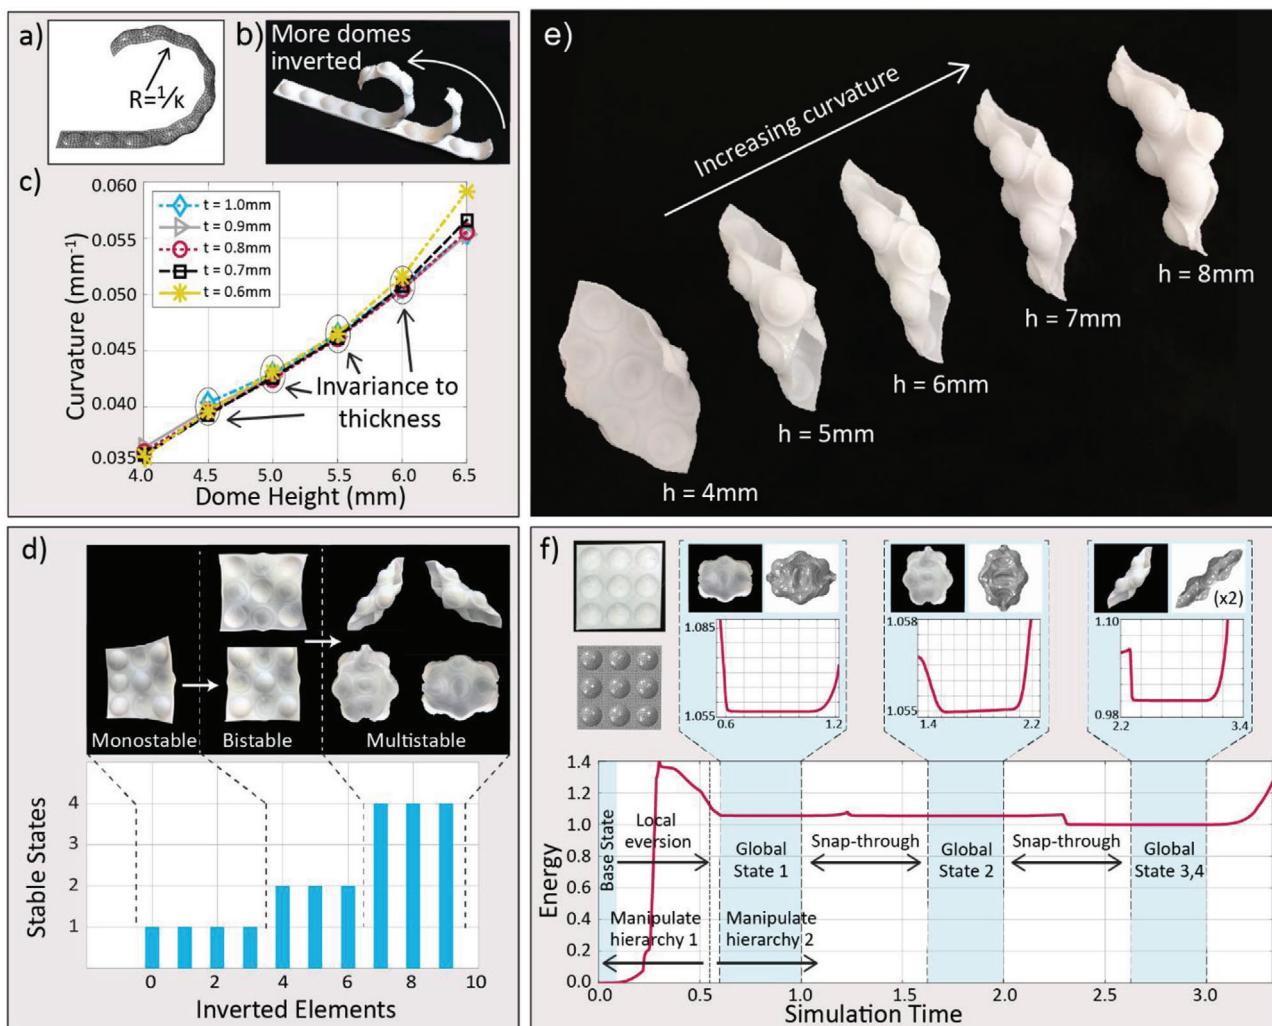 a)
R=1/κ
b)
More domes
inverted
c)
0.060
0.055
0.050
0.045
0.040
0.035
Curvature (mm-1)
t = 1.0mm
t = 0.9mm
t = 0.8mm
t = 0.7mm
t = 0.6mm
Invariance to
thickness
4.0 4.5 5.0 5.5 6.0 6.5
Dome Height (mm)
e)
Increasing curvature
h = 4mm
h = 5mm
h = 6mm
h = 7mm
h = 8mm
d)
Monostable Bistable Multistable
4
3
2
1
Stable States
0 2 4 6 8 10
Inverted Elements
f)
1.085
1.055
0.6 1.2
1.058
1.055
1.4 2.2
(x2)
1.10
0.98
2.2 3.4
1.4
1.2
1.0
0.8
0.6
0.4
0.2
0.0
Energy
Base State
Local
eversion
Global
State 1
Snap-through
Global
State 2
Snap-through
Global
State 3,4
Manipulate
hierarchy 1
Manipulate
hierarchy 2
0.0 0.5 1.0 1.5 2.0 2.5 3.0
Simulation Time